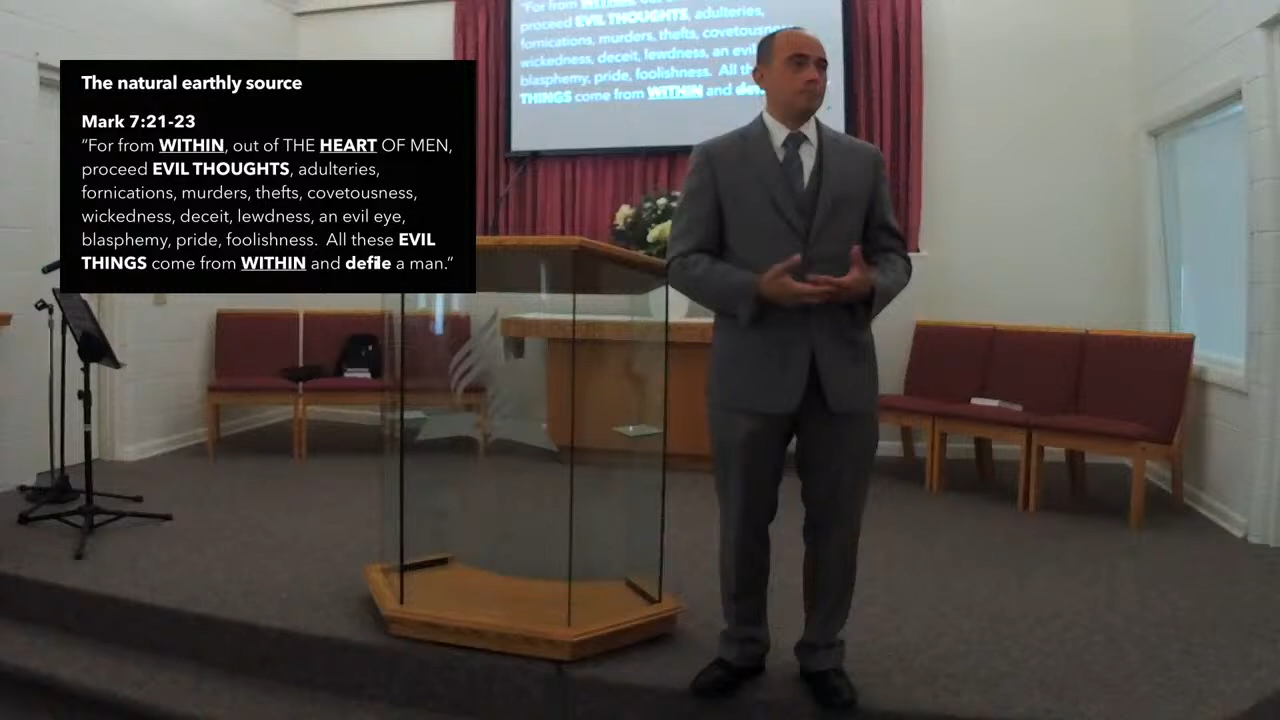 The natural earthly source
Mark 7:21-23
“For from WITHIN, out of THE HEART OF MEN,
proceed EVIL THOUGHTS, adulteries,
fornications, murders, thefts, covetousness,
wickedness, deceit, lewdness, an evil eye,
blasphemy, pride, foolishness.  All these EVIL
THINGS come from WITHIN and defile a man.”
“For from WITHIN, out
proceed EVIL THOUGHTS, adulteries,
fornications, murders, thefts, covetousness
wickedness, deceit, lewdness, an evil
blasphemy, pride, foolishness.  All
THINGS come from WITHIN and